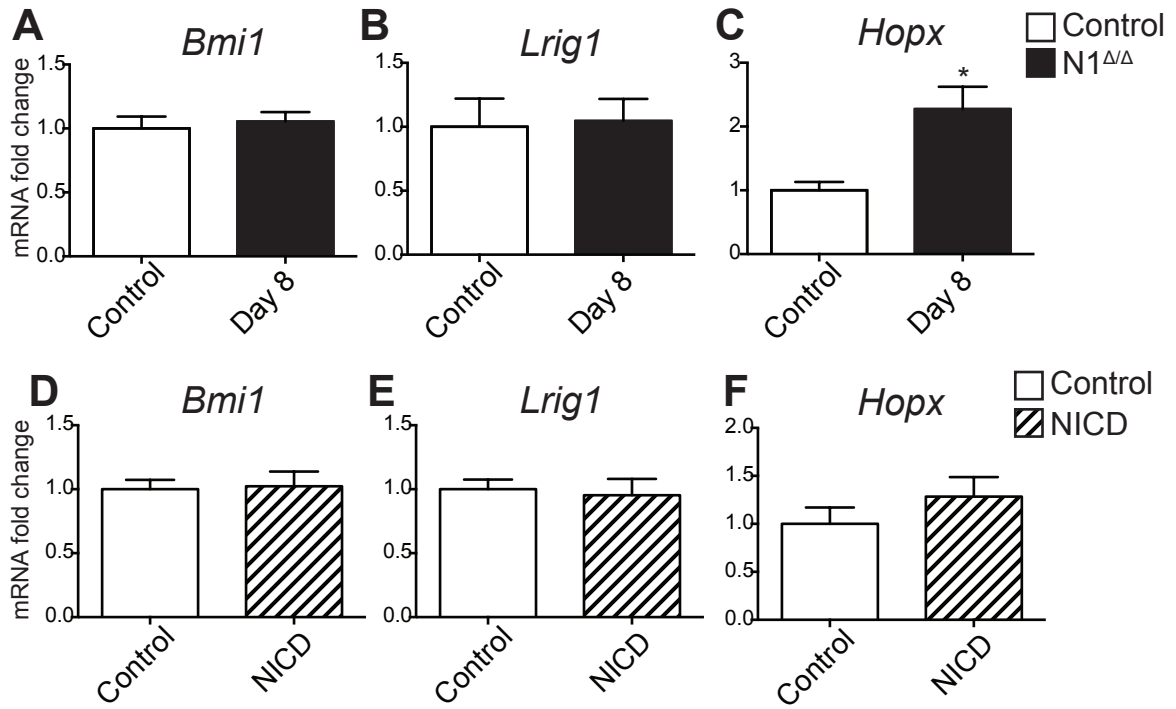 A
Bmi1
B
Lrig1
C
Hopx
Control
N1Δ/Δ
mRNA fold change
1.5
1.0
0.5
0.0
Control
Day 8
1.5
1.0
0.5
0.0
Control
Day 8
3
2
1
0
*
Control
Day 8
D
Bmi1
E
Lrig1
F
Hopx
Control
NICD
mRNA fold change
1.5
1.0
0.5
0.0
Control
NICD
1.5
1.0
0.5
0.0
Control
NICD
2.0
1.5
1.0
0.5
0.0
Control
NICD